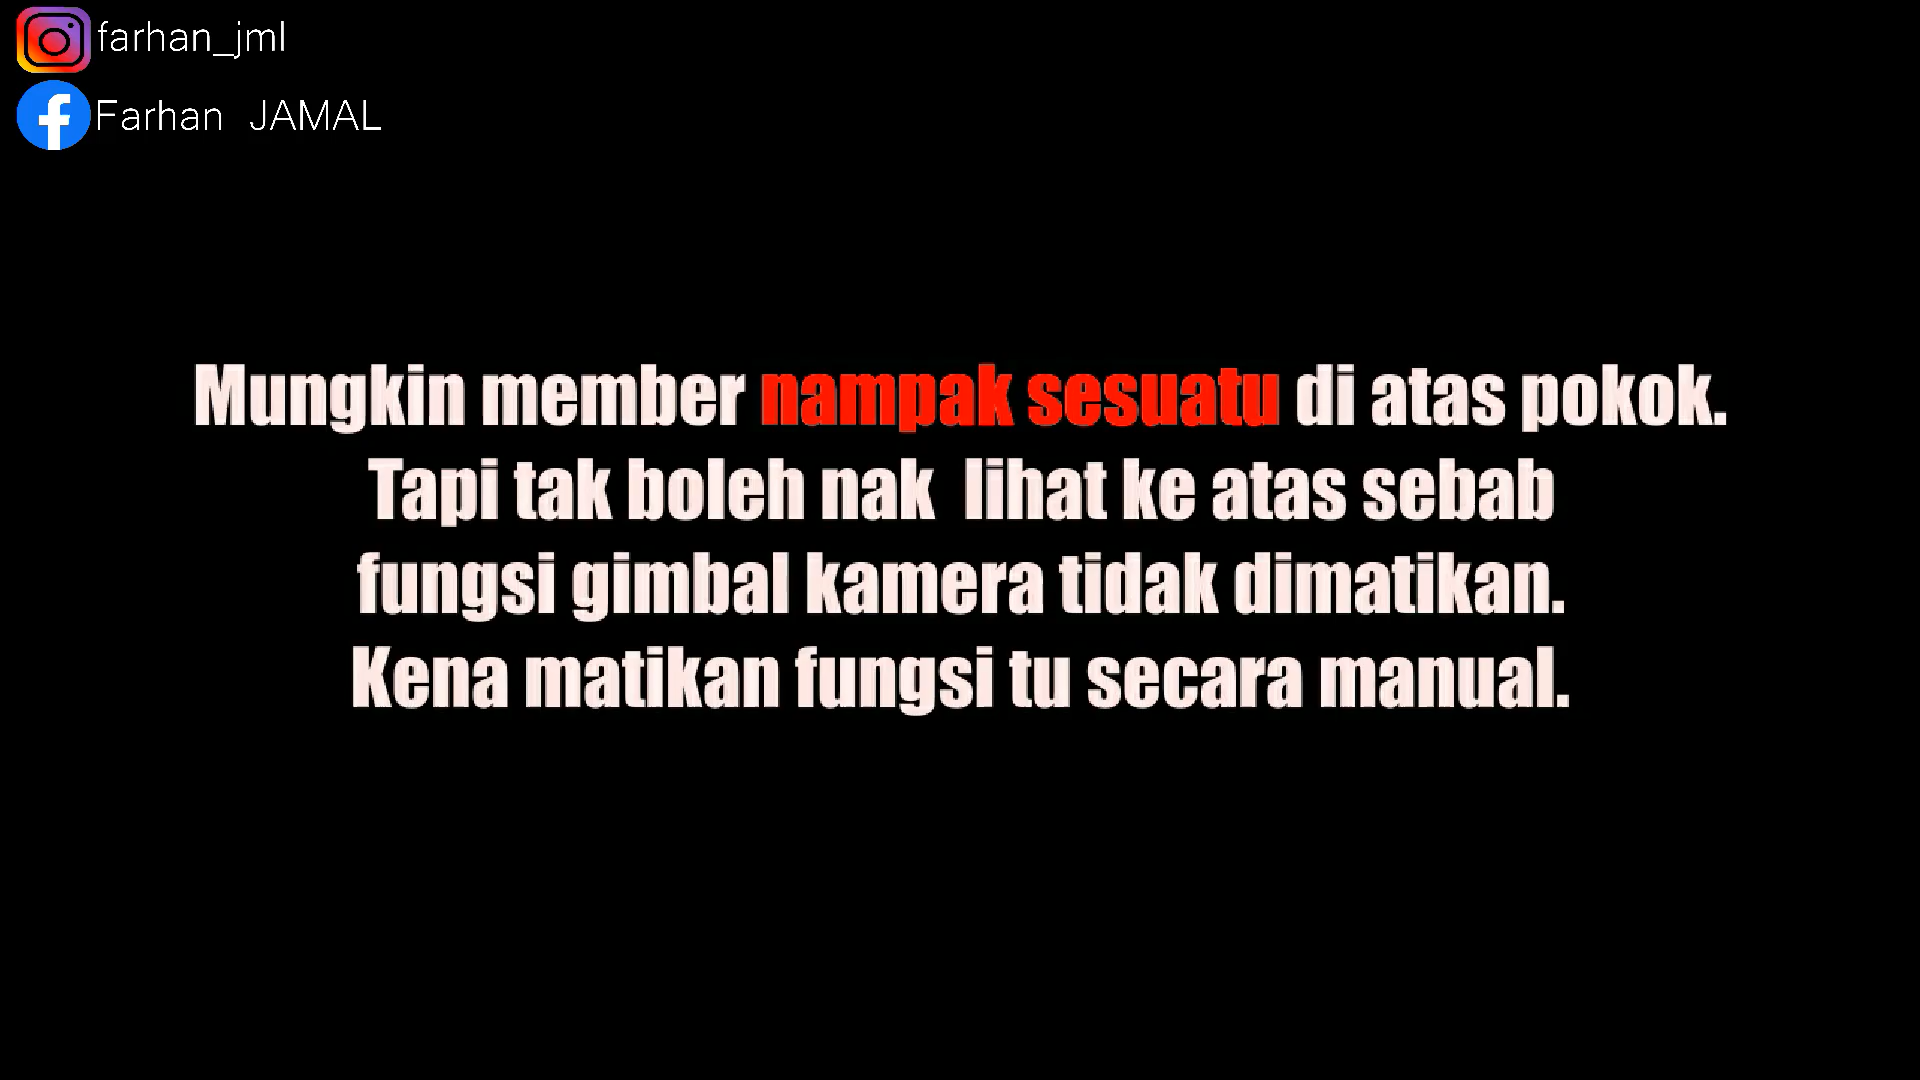 farhan_jml
Farhan JAMAL
Mungkin member nampak sesuatu di atas pokok.
Tapi tak boleh nak lihat ke atas sebab
fungsi gimbal kamera tidak dimatikan.
Kena matikan fungsi tu secara manual.